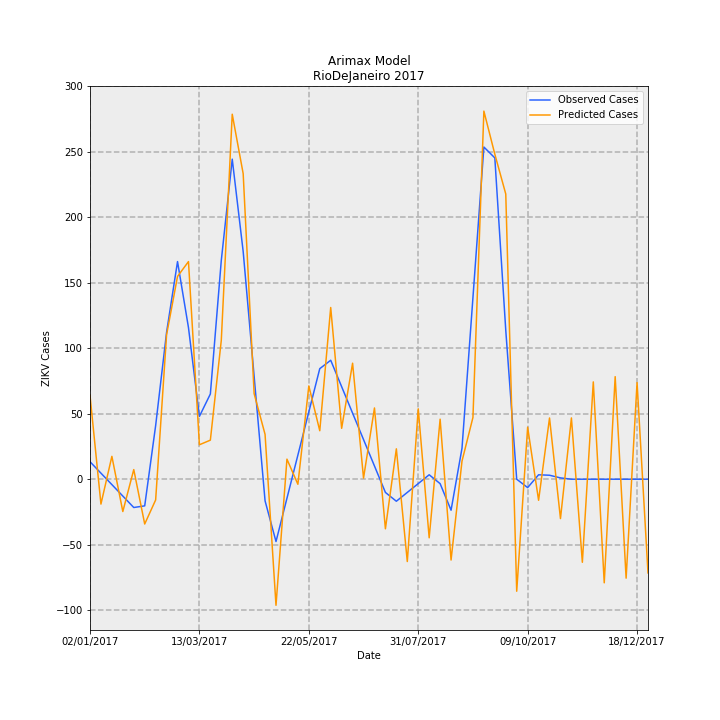 Arimax Model
RioDeJaneiro 2017
Observed Cases
Predicted Cases
300
250
200
150
100
50
0
−50
−100
ZIKV Cases
02/01/2017 13/03/2017 22/05/2017 31/07/2017 09/10/2017 18/12/2017
Date